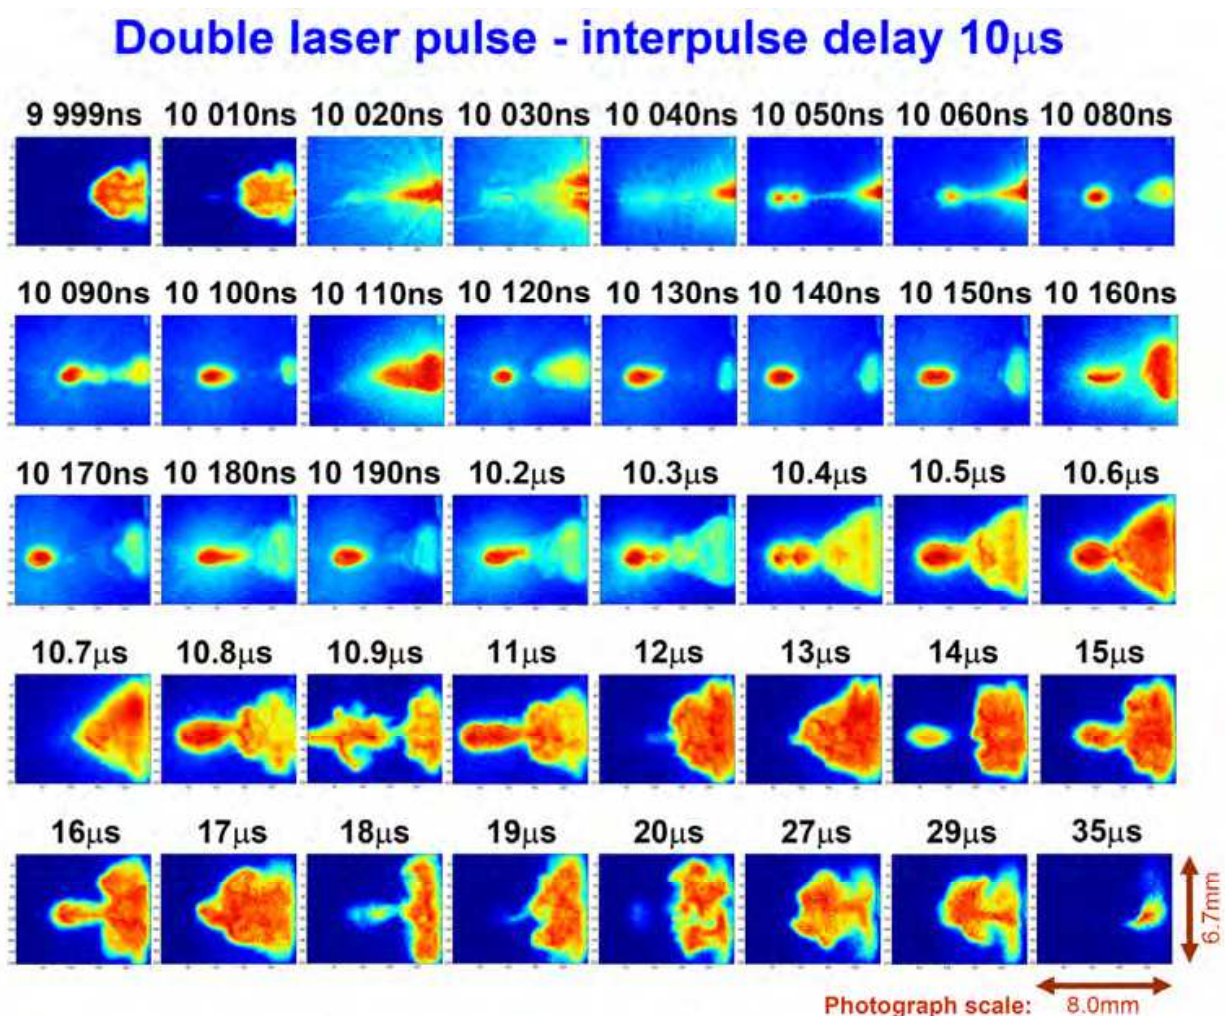 Double laser pulse - interpulse delay 10μs
9 999ns 10 010ns 10 020ns 10 030ns 10 040ns 10 050ns 10 060ns 10 080ns
10 090ns 10 100ns 10 110ns 10 120ns 10 130ns 10 140ns 10 150ns 10 160ns
10 170ns 10 180ns 10 190ns 10.2μs 10.3μs 10.4μs 10.5μs 10.6μs
10.7μs 10.8μs 10.9μs 11μs 12μs 13μs 14μs 15μs
16μs 17μs 18μs 19μs 20μs 27μs 29μs 35μs
6.7mm
Photograph scale: 8.0mm